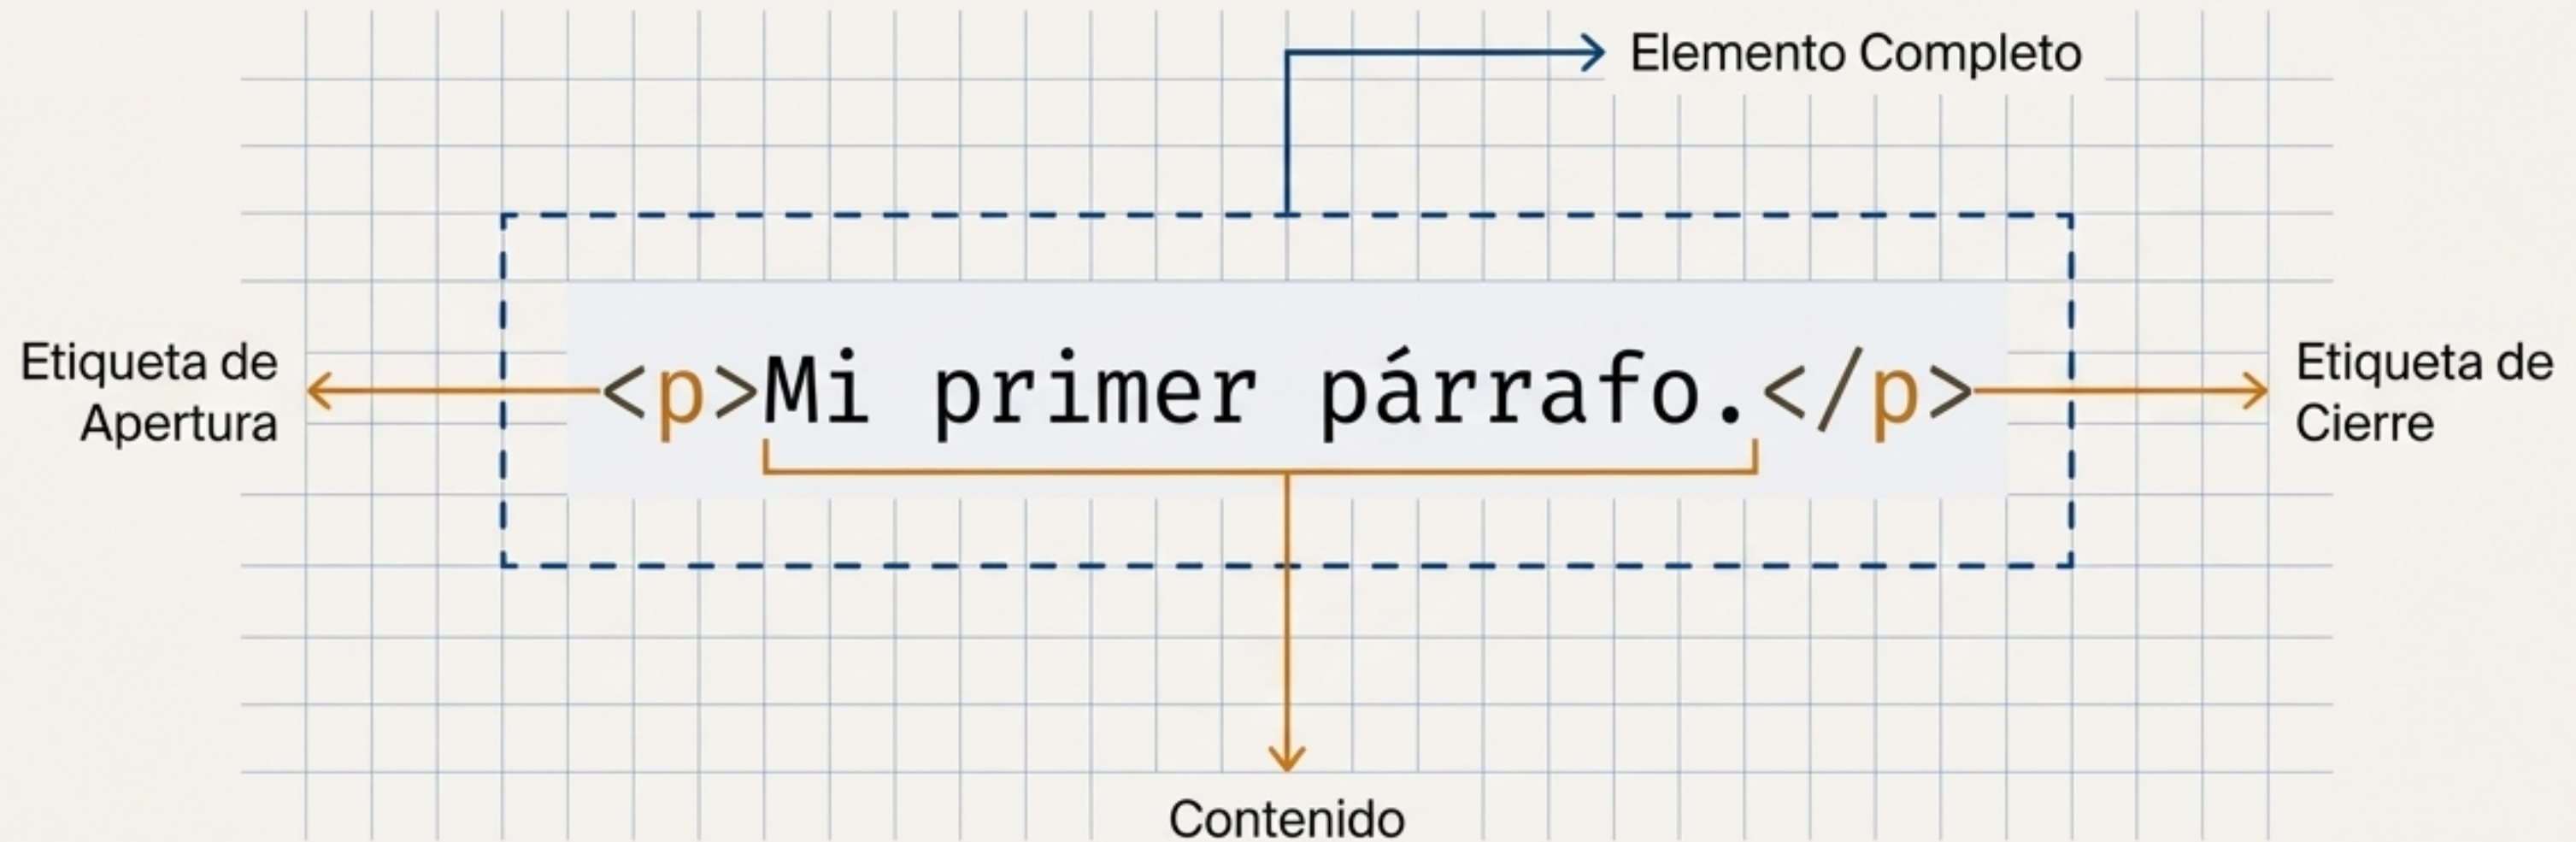 Elemento Completo
Etiqueta de
Apertura
<p>Mi primer párrafo.</p>
Etiqueta de
Cierre
Contenido